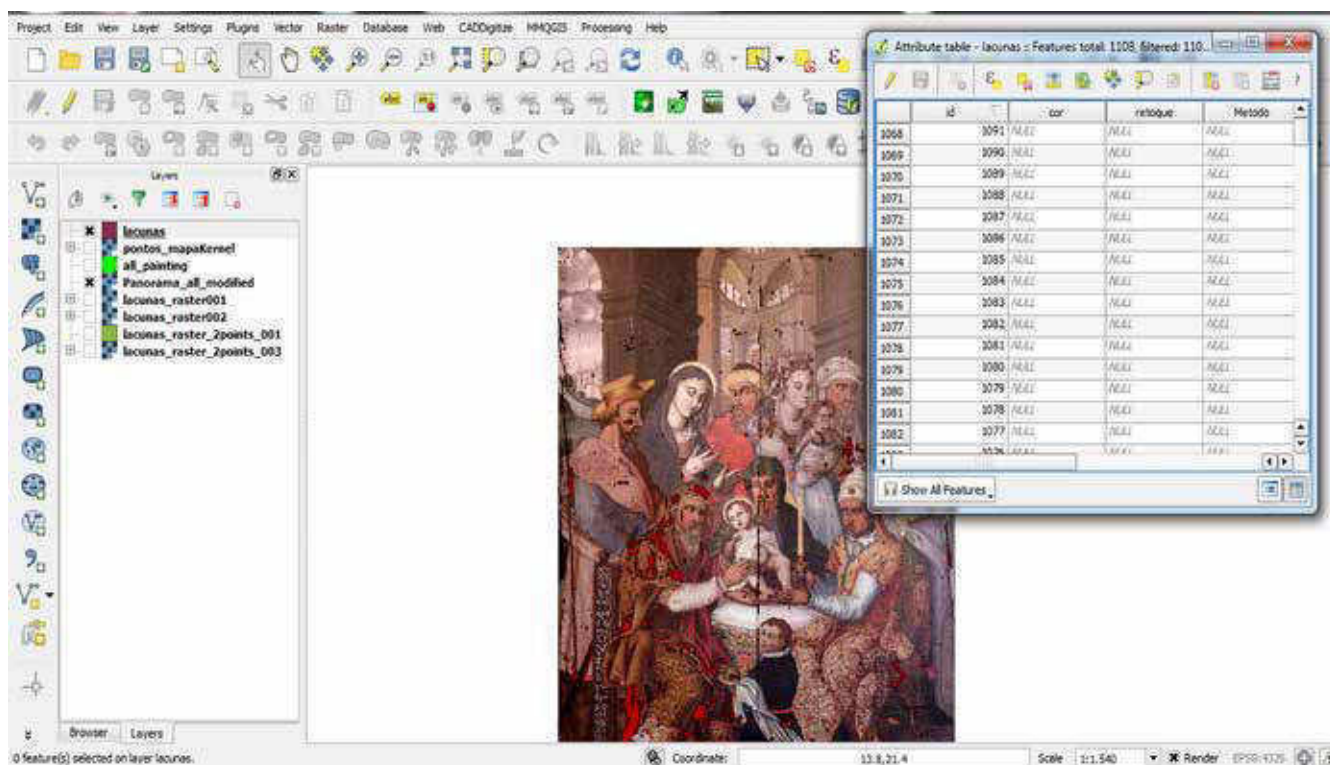 Project Edit View Layer Settings Plugins Vector Raster Database Web CADDigitize MMQGIS Processing Help
Attribute table - lacunas :: Features total: 1108, filtered: 110...
id cor retoque Metodo
1068 1091 NULL NULL NULL
1069 1090 NULL NULL NULL
1070 1089 NULL NULL NULL
1071 1088 NULL NULL NULL
1072 1087 NULL NULL NULL
1073 1086 NULL NULL NULL
1074 1085 NULL NULL NULL
1075 1084 NULL NULL NULL
1076 1083 NULL NULL NULL
1077 1082 NULL NULL NULL
1078 1081 NULL NULL NULL
1079 1080 NULL NULL NULL
1080 1079 NULL NULL NULL
1081 1078 NULL NULL NULL
1082 1077 NULL NULL NULL
Show All Features
Layers
lacunas
pontos_mapaKernel
all_painting
Panorama_all_modified
lacunas_raster001
lacunas_raster002
lacunas_raster_2points_001
lacunas_raster_2points_003
Browser Layers
0 feature(s) selected on layer lacunas. Coordinate: 13.8,21.4 Scale 1:1.540 Render EPSG:4326